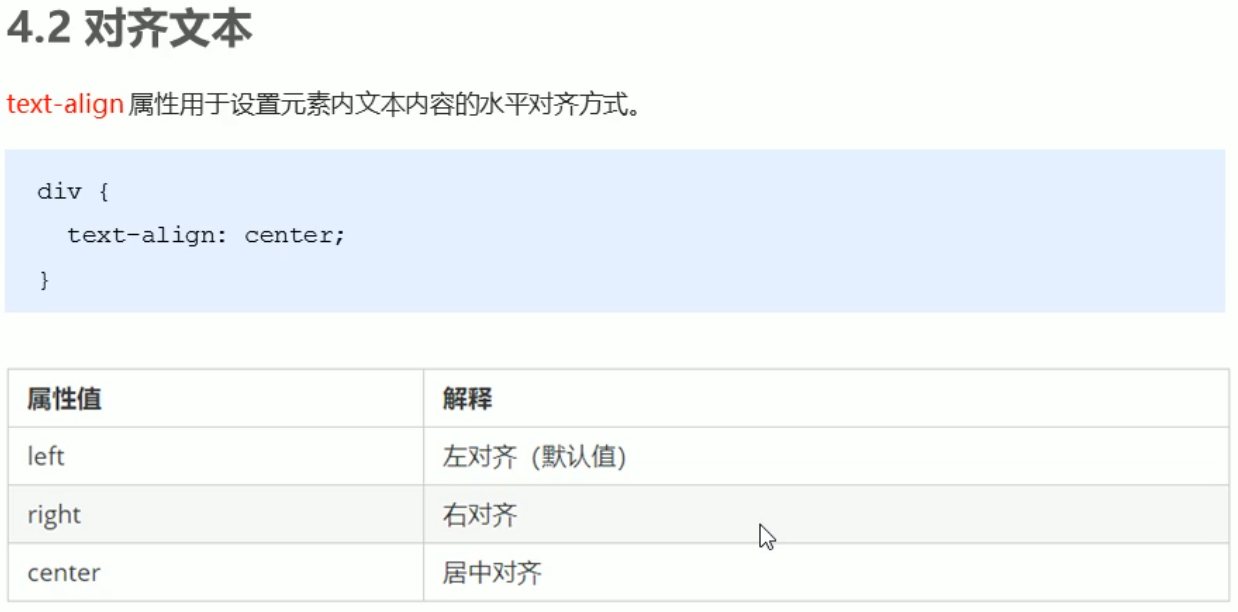 4.2 对齐文本
text-align 属性用于设置元素内文本内容的水平对齐方式。
div {
  text-align: center;
}
属性值 解释
left 左对齐（默认值）
right 右对齐
center 居中对齐